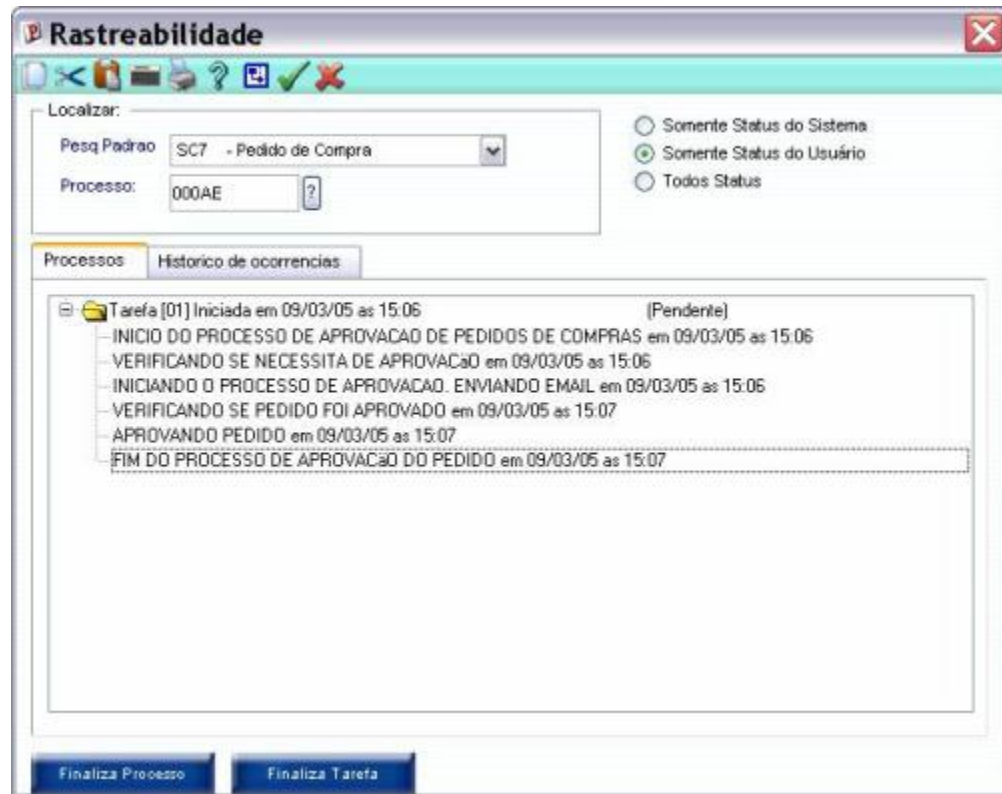 Rastreabilidade
Localizar:
Pesq Padrao SC7 - Pedido de Compra
Processo: 000AE ?
Somente Status do Sistema
Somente Status do Usuário
Todos Status
Processos Historico de ocorrencias
Tarefa [01] Iniciada em 09/03/05 as 15:06 (Pendente)
INICIO DO PROCESSO DE APROVACAO DE PEDIDOS DE COMPRAS em 09/03/05 as 15:06
VERIFICANDO SE NECESSITA DE APROVACaO em 09/03/05 as 15:06
INICIANDO O PROCESSO DE APROVACAO. ENVIANDO EMAIL em 09/03/05 as 15:06
VERIFICANDO SE PEDIDO FOI APROVADO em 09/03/05 as 15:07
APROVANDO PEDIDO em 09/03/05 as 15:07
FIM DO PROCESSO DE APROVACaO DO PEDIDO em 09/03/05 as 15:07
Finaliza Processo Finaliza Tarefa